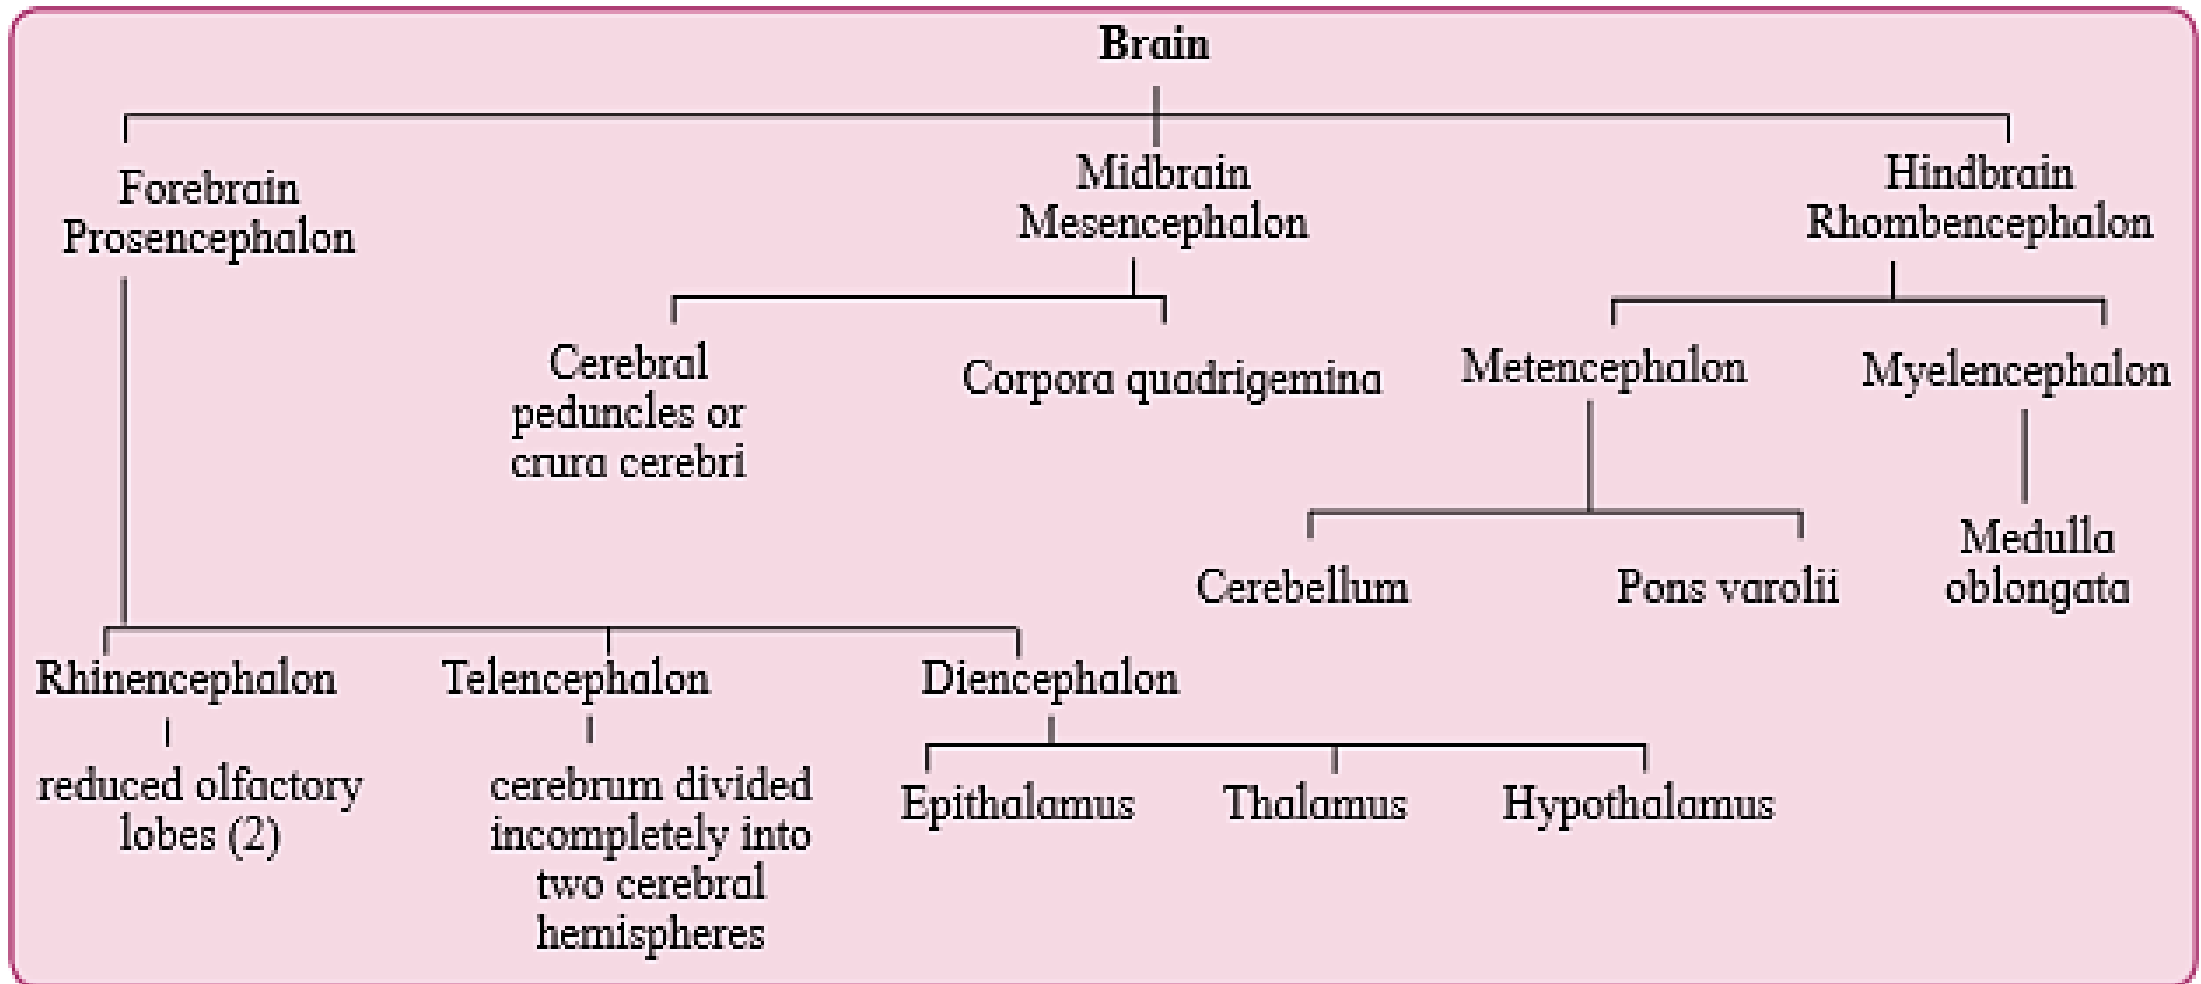 Brain
Forebrain
Prosencephalon
Midbrain
Mesencephalon
Hindbrain
Rhombencephalon
Cerebral
peduncles or
crura cerebri
Corpora quadrigemina
Metencephalon
Myelencephalon
Cerebellum
Pons varolii
Medulla
oblongata
Rhinencephalon
Telencephalon
Diencephalon
reduced olfactory
lobes (2)
cerebrum divided
incompletely into
two cerebral
hemispheres
Epithalamus
Thalamus
Hypothalamus